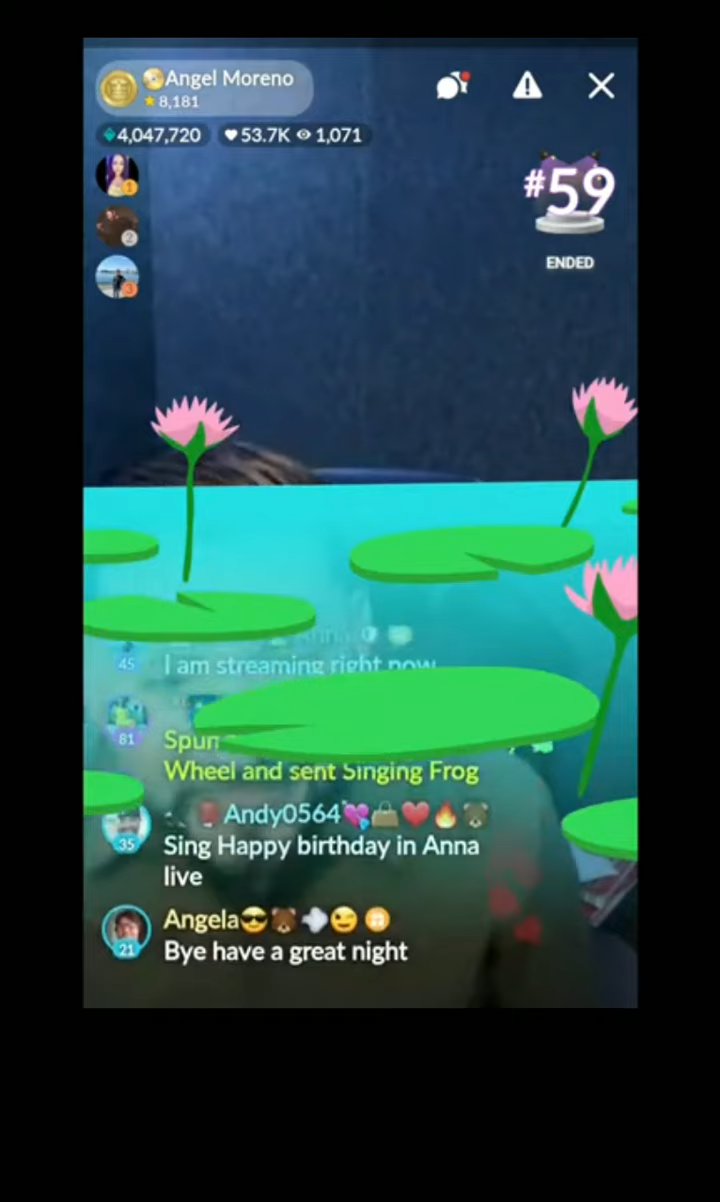 Angel Moreno
8,181
4,047,720 53.7K 1,071
1
2
3
#59
ENDED
45
I am streaming right now
81
Spun
Wheel and sent Singing Frog
Andy0564
35
Sing Happy birthday in Anna
live
Angela
21
Bye have a great night